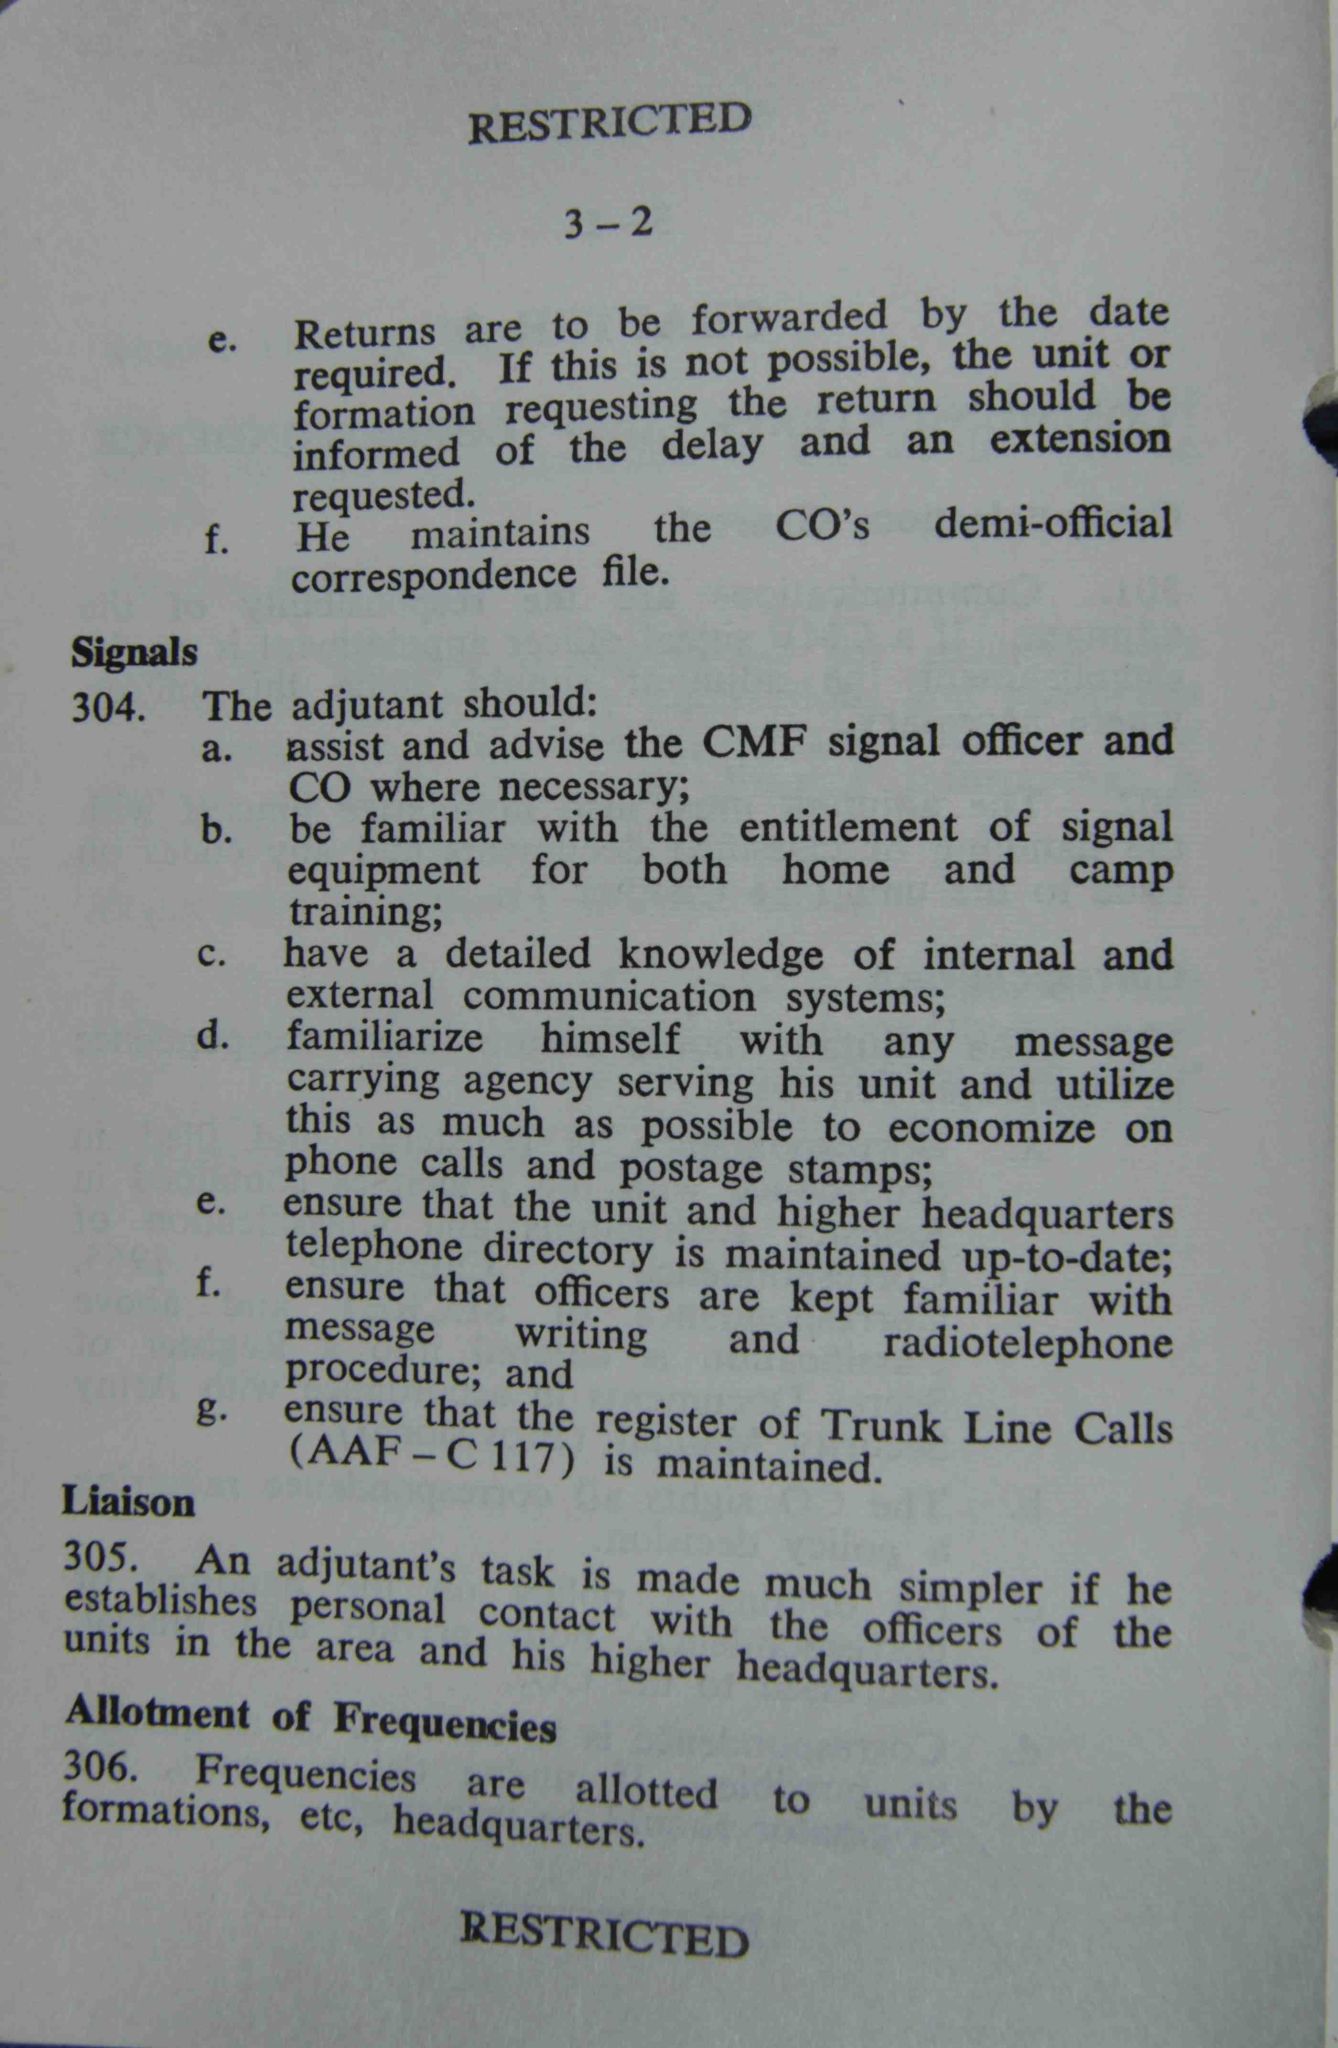 RESTRICTED
3 – 2
e. Returns are to be forwarded by the date
required. If this is not possible, the unit or
formation requesting the return should be
informed of the delay and an extension
requested.
f. He maintains the CO's demi-official
correspondence file.
Signals
304. The adjutant should:
a. assist and advise the CMF signal officer and
CO where necessary;
b. be familiar with the entitlement of signal
equipment for both home and camp
training;
c. have a detailed knowledge of internal and
external communication systems;
d. familiarize himself with any message
carrying agency serving his unit and utilize
this as much as possible to economize on
phone calls and postage stamps;
e. ensure that the unit and higher headquarters
telephone directory is maintained up-to-date;
f. ensure that officers are kept familiar with
message writing and radiotelephone
procedure; and
g. ensure that the register of Trunk Line Calls
(AAF – C 117) is maintained.
Liaison
305. An adjutant's task is made much simpler if he
establishes personal contact with the officers of the
units in the area and his higher headquarters.
Allotment of Frequencies
306. Frequencies are allotted to units by the
formations, etc, headquarters.
RESTRICTED